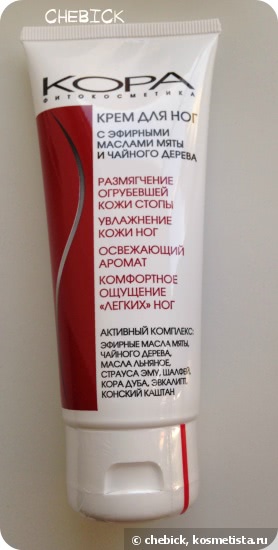 CHEBICK
КОРА
ФИТОКОСМЕТИКА
КРЕМ ДЛЯ НОГ
С ЭФИРНЫМИ
МАСЛАМИ МЯТЫ
И ЧАЙНОГО ДЕРЕВА
РАЗМЯГЧЕНИЕ
ОГРУБЕВШЕЙ
КОЖИ СТОПЫ
УВЛАЖНЕНИЕ
КОЖИ НОГ
ОСВЕЖАЮЩИЙ
АРОМАТ
КОМФОРТНОЕ
ОЩУЩЕНИЕ
«ЛЕГКИХ» НОГ
АКТИВНЫЙ КОМПЛЕКС:
ЭФИРНЫЕ МАСЛА МЯТЫ,
ЧАЙНОГО ДЕРЕВА,
МАСЛА ЛЬНЯНОЕ,
СТРАУСА ЭМУ, ШАЛФЕЙ,
КОРА ДУБА, ЭВКАЛИПТ,
КОНСКИЙ КАШТАН
© chebick, kosmetista.ru